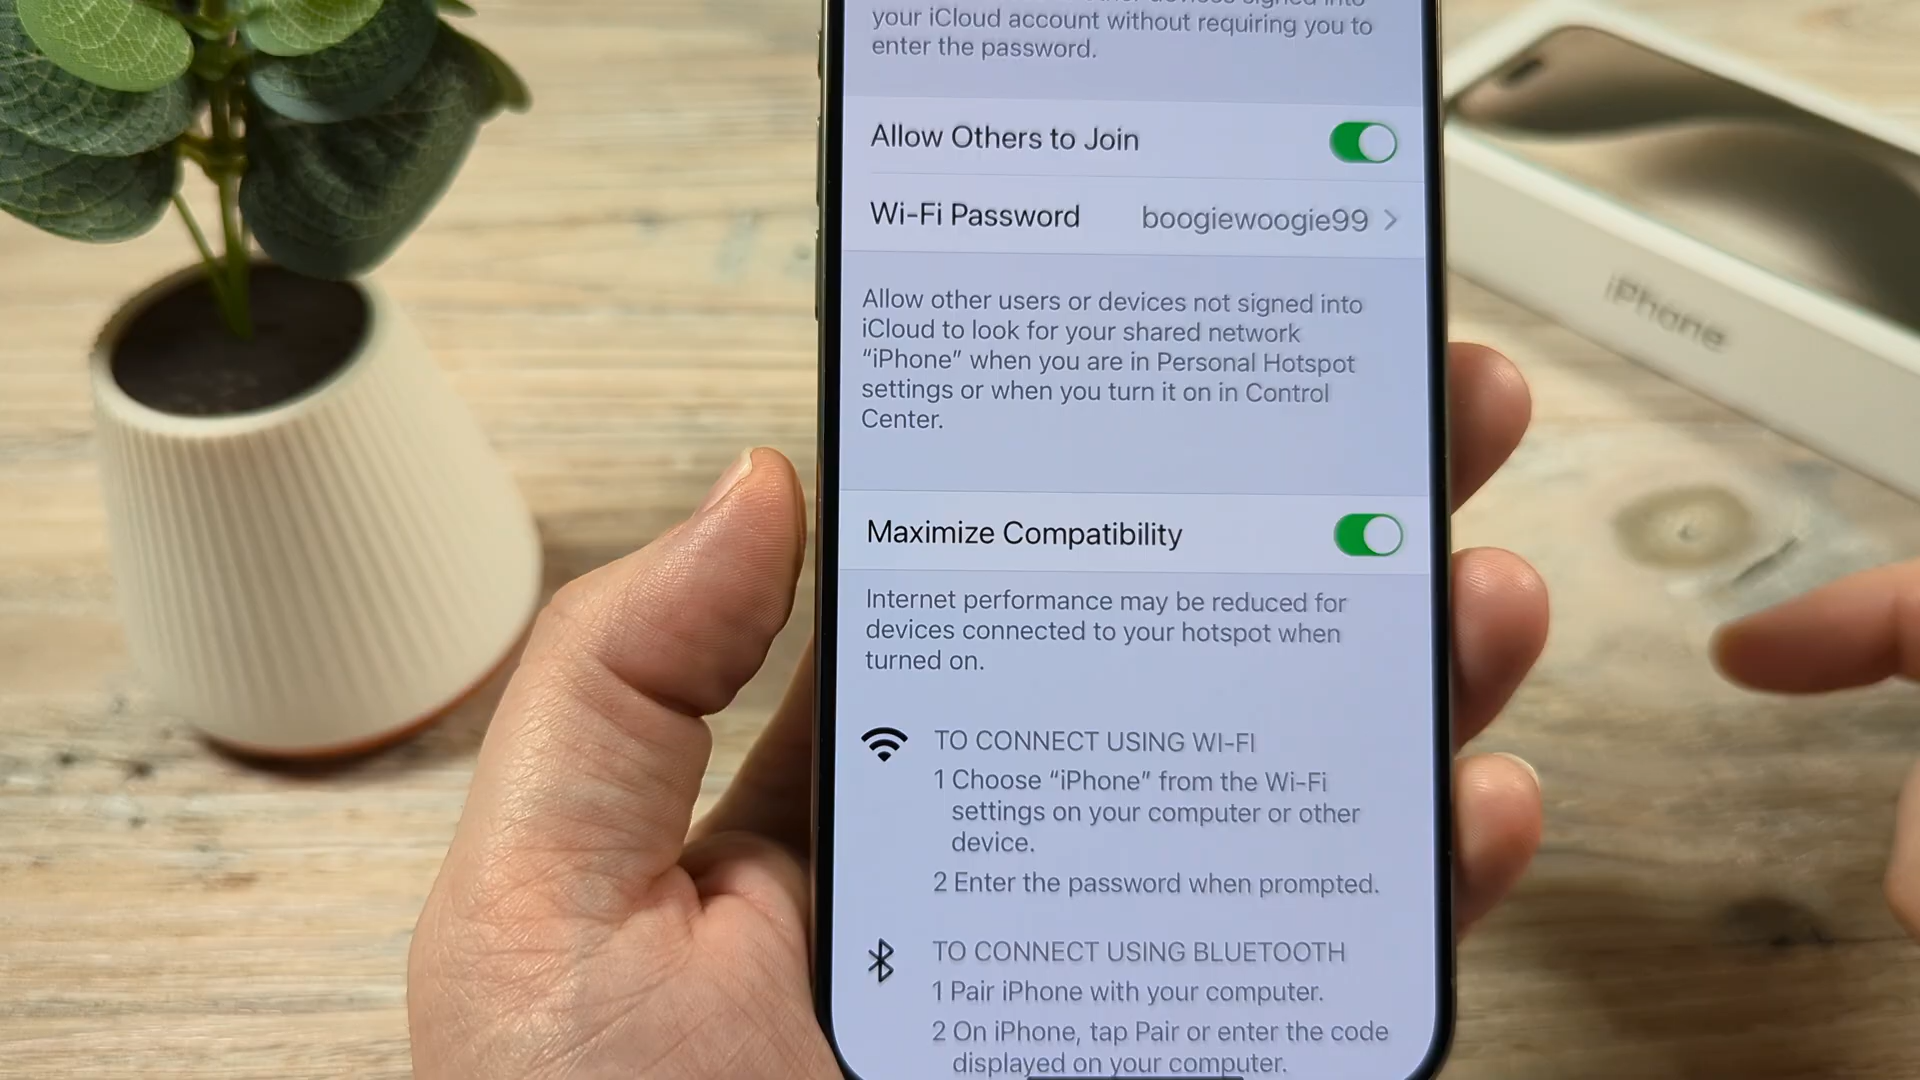 your iCloud account without requiring you to
enter the password.
Allow Others to Join
Wi-Fi Password boogiewoogie99
Allow other users or devices not signed into
iCloud to look for your shared network
“iPhone” when you are in Personal Hotspot
settings or when you turn it on in Control
Center.
Maximize Compatibility
Internet performance may be reduced for
devices connected to your hotspot when
turned on.
TO CONNECT USING WI-FI
1 Choose “iPhone” from the Wi-Fi
settings on your computer or other
device.
2 Enter the password when prompted.
TO CONNECT USING BLUETOOTH
1 Pair iPhone with your computer.
2 On iPhone, tap Pair or enter the code
displayed on your computer.
iPhone